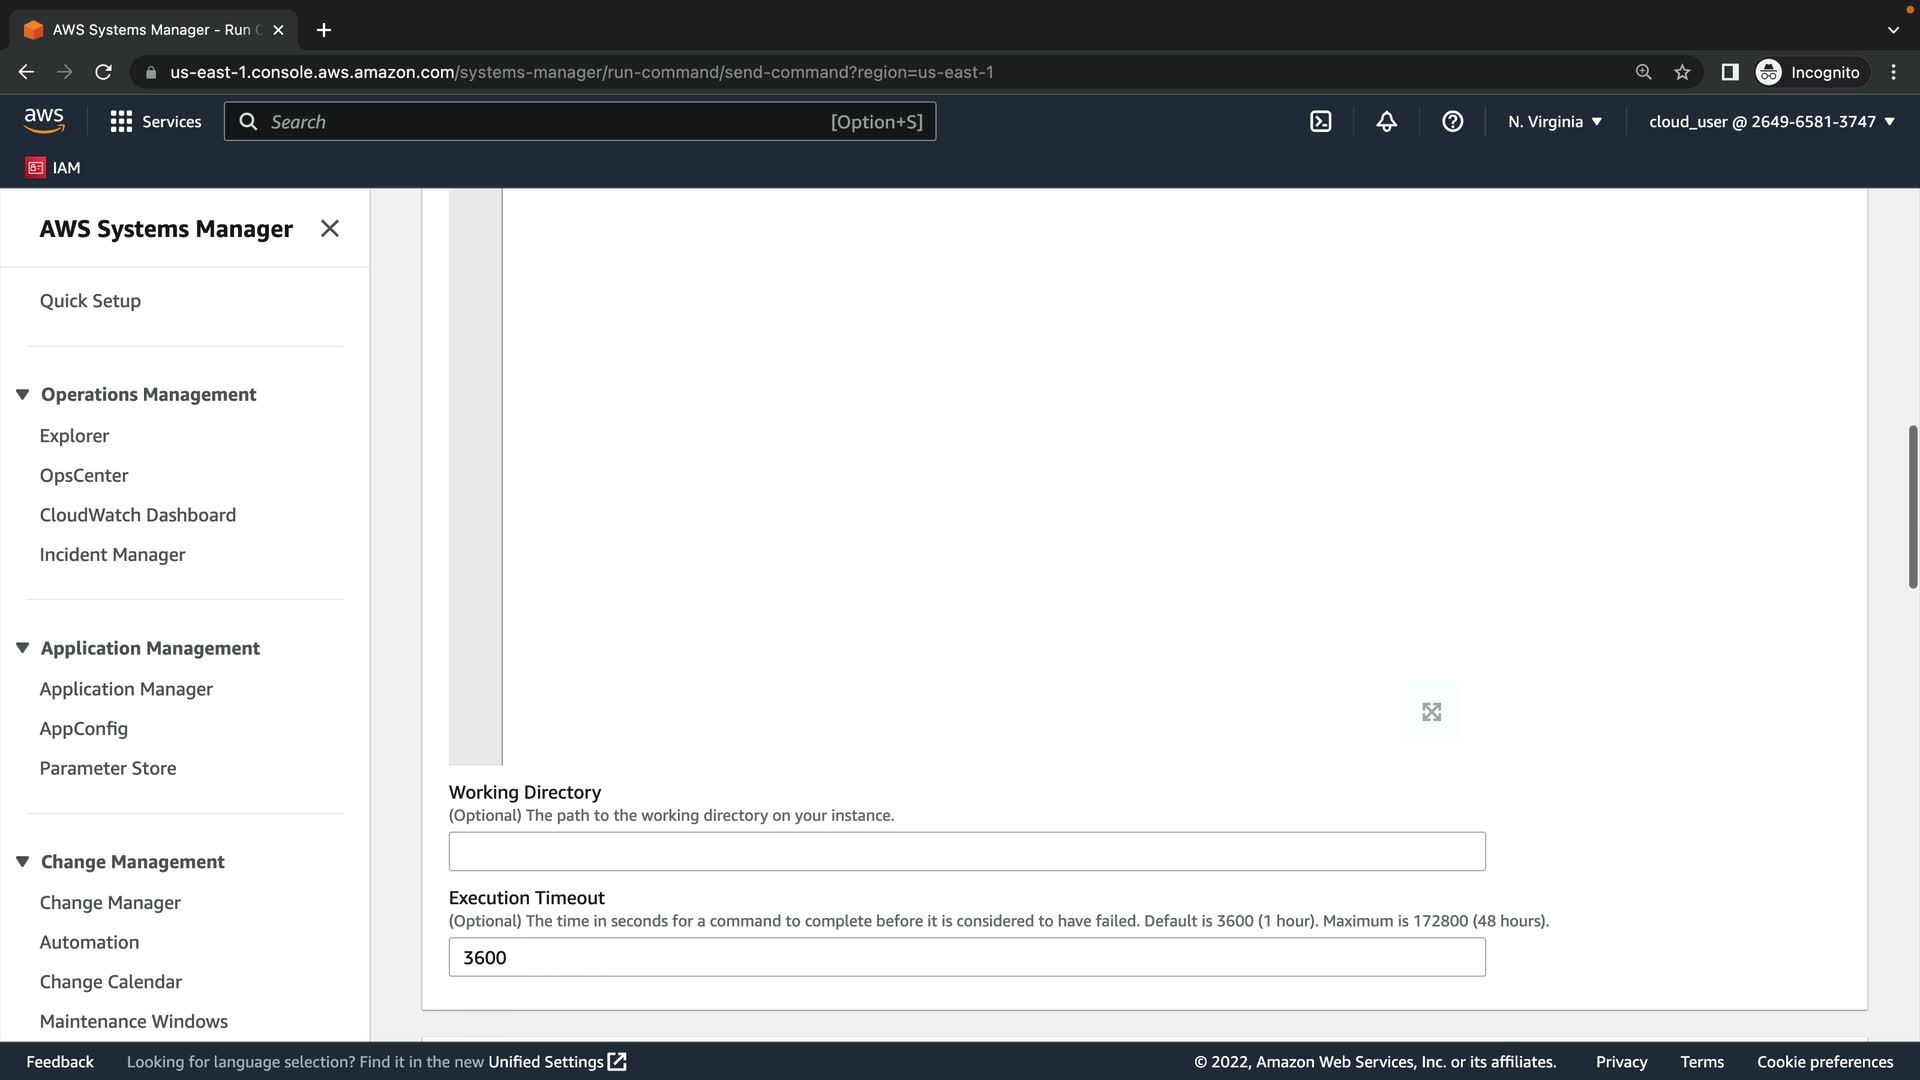 AWS Systems Manager - Run
us-east-1.console.aws.amazon.com/systems-manager/run-command/send-command?region=us-east-1
Incognito
aws
Services
Search
[Option+S]
N. Virginia
cloud_user @ 2649-6581-3747
IAM
AWS Systems Manager
Quick Setup
Operations Management
Explorer
OpsCenter
CloudWatch Dashboard
Incident Manager
Application Management
Application Manager
AppConfig
Parameter Store
Change Management
Change Manager
Automation
Change Calendar
Maintenance Windows
Working Directory
(Optional) The path to the working directory on your instance.
Execution Timeout
(Optional) The time in seconds for a command to complete before it is considered to have failed. Default is 3600 (1 hour). Maximum is 172800 (48 hours).
3600
Feedback
Looking for language selection? Find it in the new Unified Settings
© 2022, Amazon Web Services, Inc. or its affiliates.
Privacy
Terms
Cookie preferences